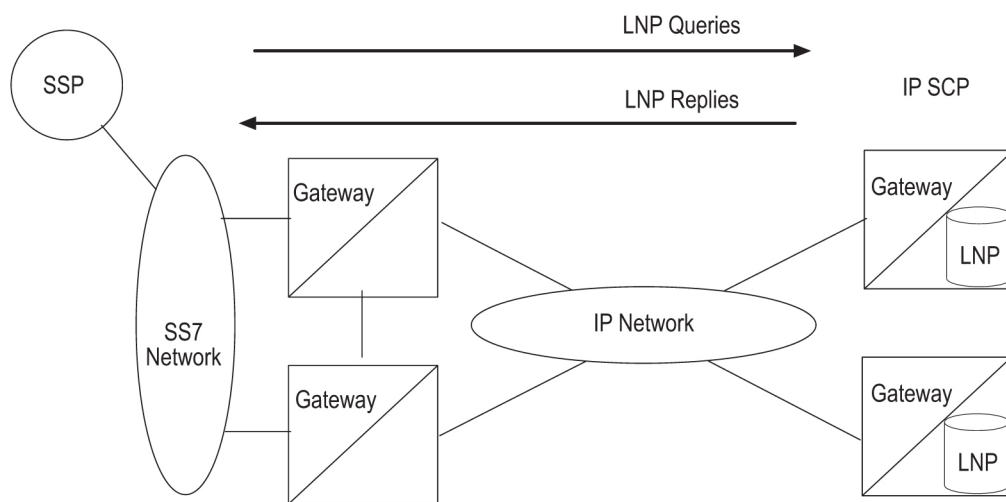 LNP Queries
SSP
IP SCP
LNP Replies
Gateway
Gateway
LNP
SS7
Network
IP Network
Gateway
Gateway
LNP